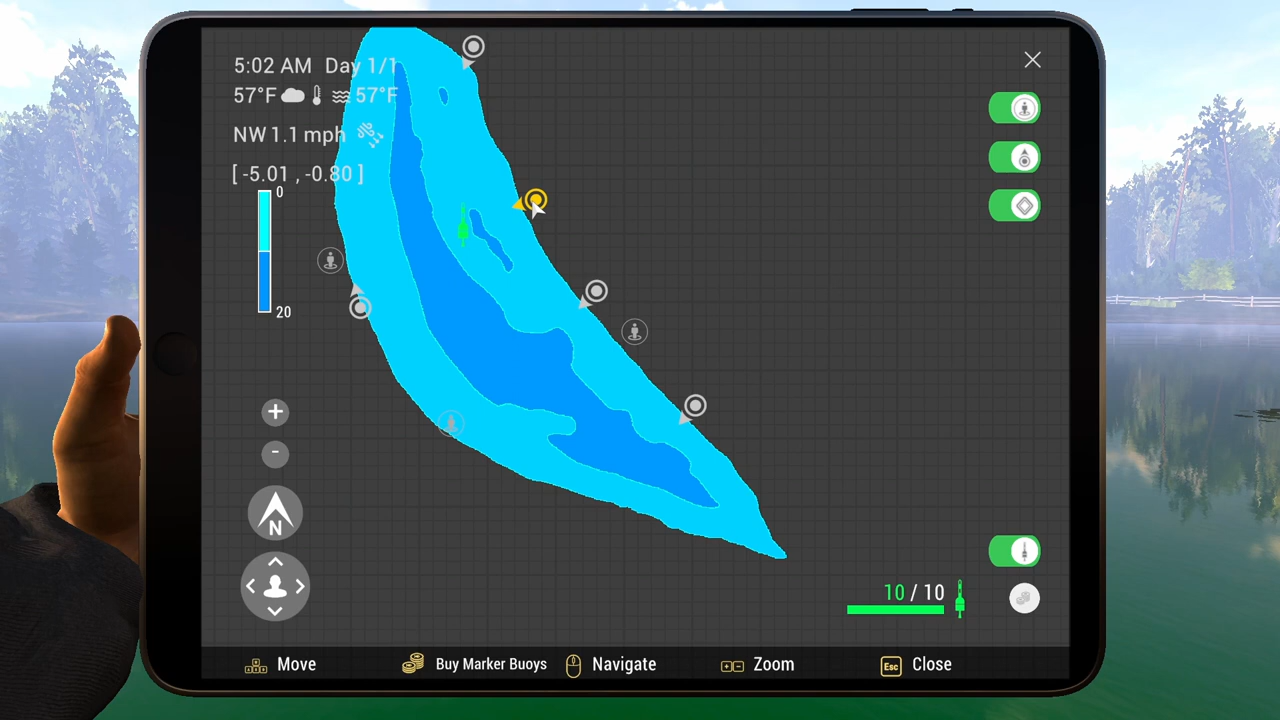 5:02 AM Day 1/1
57°F 57°F
NW 1.1 mph
[ -5.01 , -0.80 ]
0
20
+
-
N
10 / 10
Move Buy Marker Buoys Navigate Zoom Esc Close